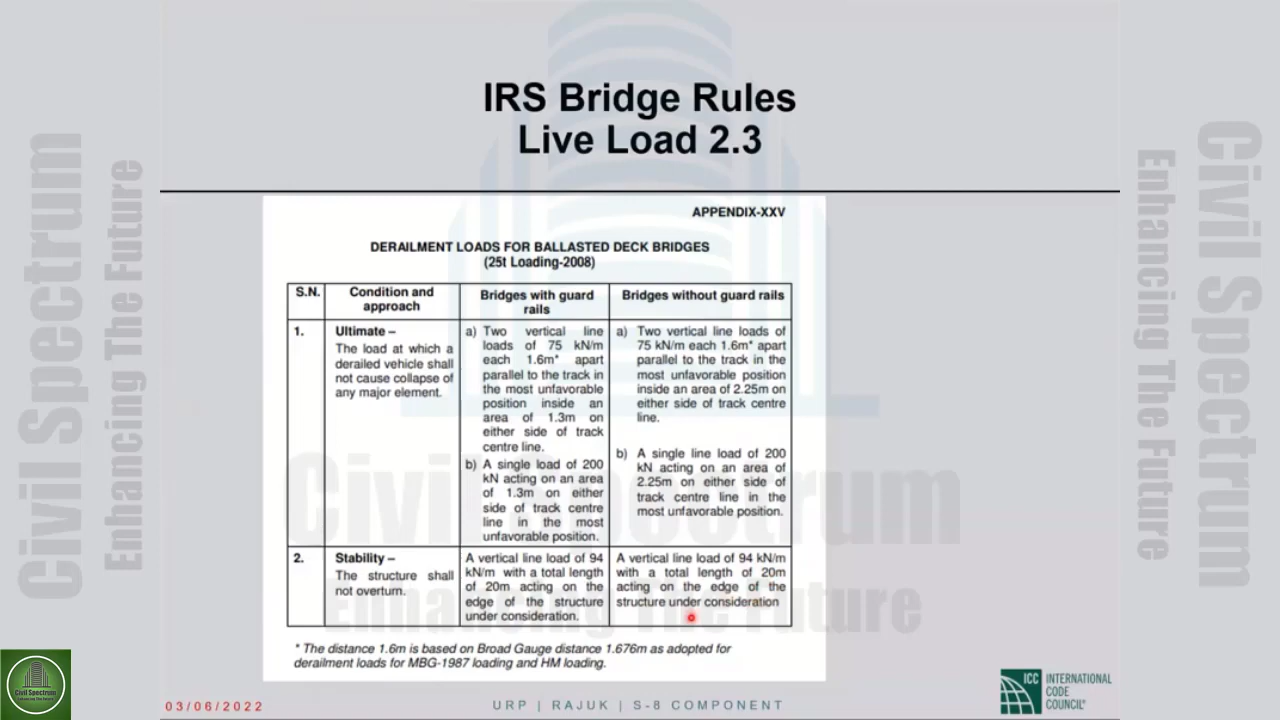 IRS Bridge Rules
Live Load 2.3
APPENDIX-XXV
DERAILMENT LOADS FOR BALLASTED DECK BRIDGES
(25t Loading-2008)
S.N.
Condition and
approach
Bridges with guard
rails
Bridges without guard rails
1.
Ultimate –
The load at which a
derailed vehicle shall
not cause collapse of
any major element.
a) Two vertical line
loads of 75 kN/m
each 1.6m* apart
parallel to the track in
the most unfavorable
position inside an
area of 1.3m on
either side of track
centre line.
b) A single load of 200
kN acting on an area
of 1.3m on either
side of track centre
line in the most
unfavorable position.
a) Two vertical line loads of
75 kN/m each 1.6m* apart
parallel to the track in the
most unfavorable position
inside an area of 2.25m on
either side of track centre
line.
b) A single line load of 200
kN acting on an area of
2.25m on either side of
track centre line in the
most unfavorable position.
2.
Stability –
The structure shall
not overturn.
A vertical line load of 94
kN/m with a total length
of 20m acting on the
edge of the structure
under consideration.
A vertical line load of 94 kN/m
with a total length of 20m
acting on the edge of the
structure under consideration
* The distance 1.6m is based on Broad Gauge distance 1.676m as adopted for
derailment loads for MBG-1987 loading and HM loading.
03/06/2022
URP | RAJUK | S-8 COMPONENT
ICC INTERNATIONAL
CODE
COUNCIL®
Civil Spectrum
Enhancing The Future
Civil Spectrum
Enhancing The Future
Civil Spectrum
Enhancing The Future
Civil Spectrum
Enhancing The Future